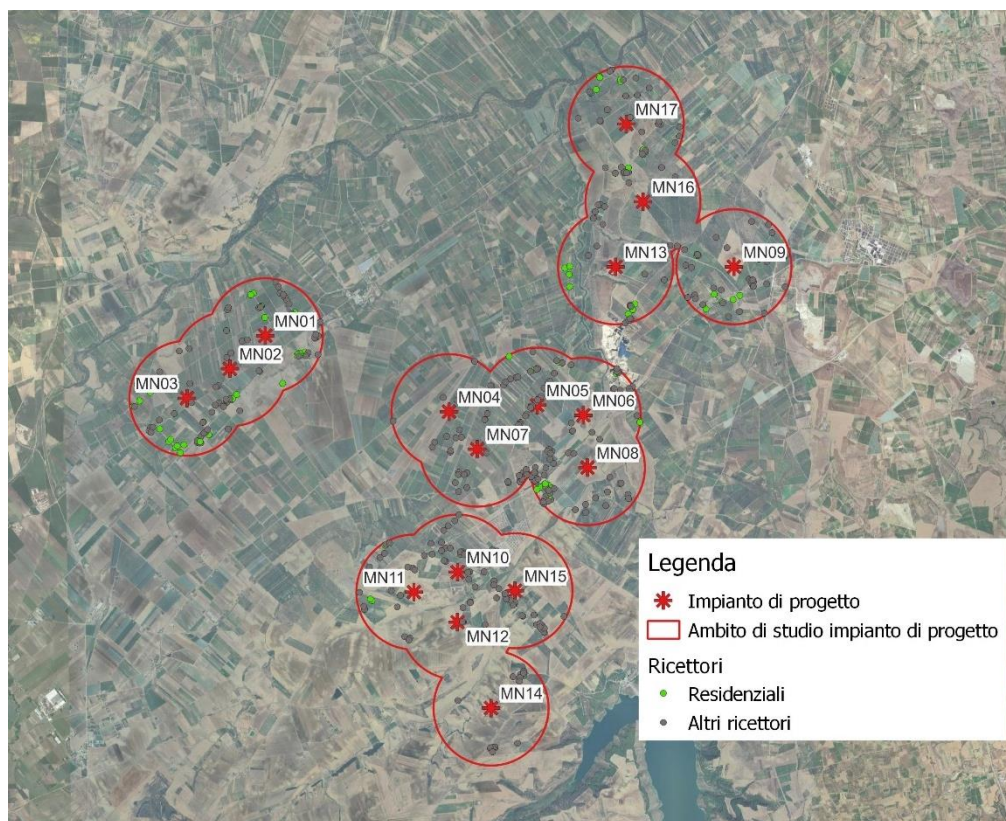 MN17
MN16
MN13
MN09
MN01
MN02
MN03
MN04
MN05
MN06
MN07
MN08
MN10
MN11
MN15
MN12
MN14
Legenda
Impianto di progetto
Ambito di studio impianto di progetto
Ricettori
Residenziali
Altri ricettori